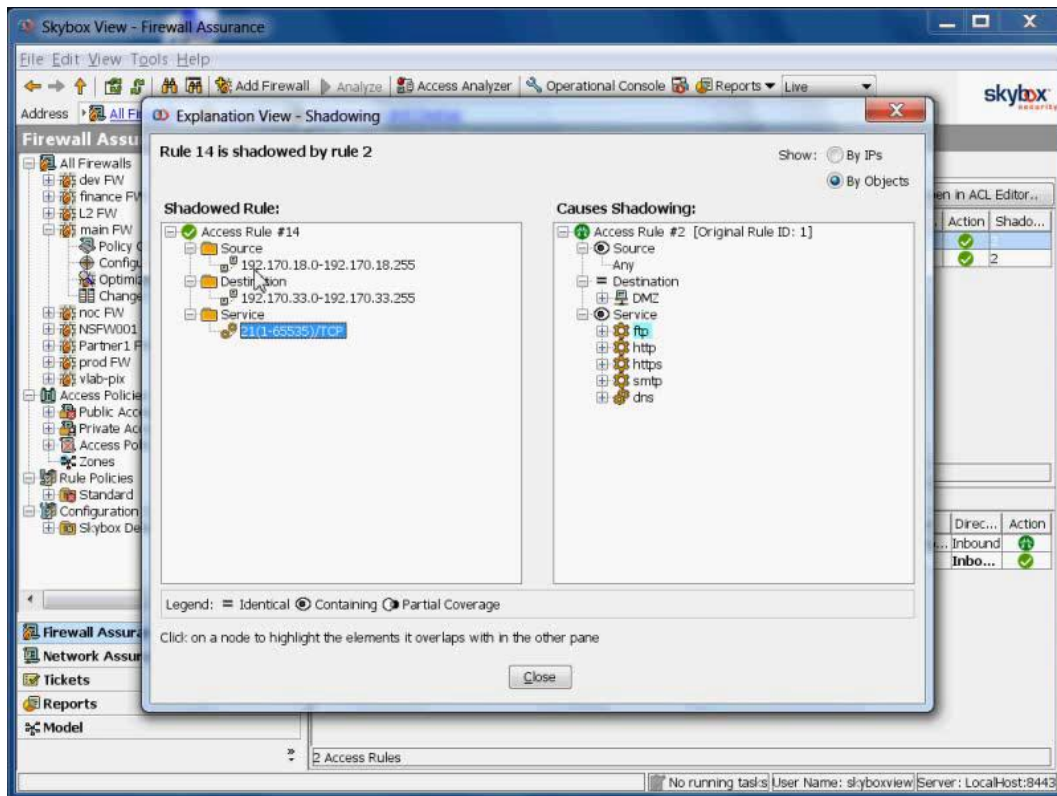 Skybox View - Firewall Assurance
File Edit View Tools Help
Add Firewall Analyze Access Analyzer Operational Console Reports Live
skybox security
Address All Fi
Explanation View - Shadowing
Firewall Assu
All Firewalls
dev FW
finance FW
L2 FW
main FW
Policy C
Configu
Optimiz
Change
noc FW
NSFW001
Partner1 F
prod FW
vlab-pix
Access Policie
Public Acce
Private Ac
Access Pol
Zones
Rule Policies
Standard
Configuration
Skybox De
Rule 14 is shadowed by rule 2
Show: By IPs
By Objects
Shadowed Rule:
Access Rule #14
Source
192.170.18.0-192.170.18.255
Destination
192.170.33.0-192.170.33.255
Service
21(1-65535)/TCP
Causes Shadowing:
Access Rule #2 [Original Rule ID: 1]
Source
Any
Destination
DMZ
Service
ftp
http
https
smtp
dns
Legend: = Identical Containing Partial Coverage
Click on a node to highlight the elements it overlaps with in the other pane
Close
en in ACL Editor..
Action Shado...
2
Direc... Action
... Inbound
Inbo...
Firewall Assura
Network Assur
Tickets
Reports
Model
»
2 Access Rules
No running tasks User Name: skyboxview Server: LocalHost:8443